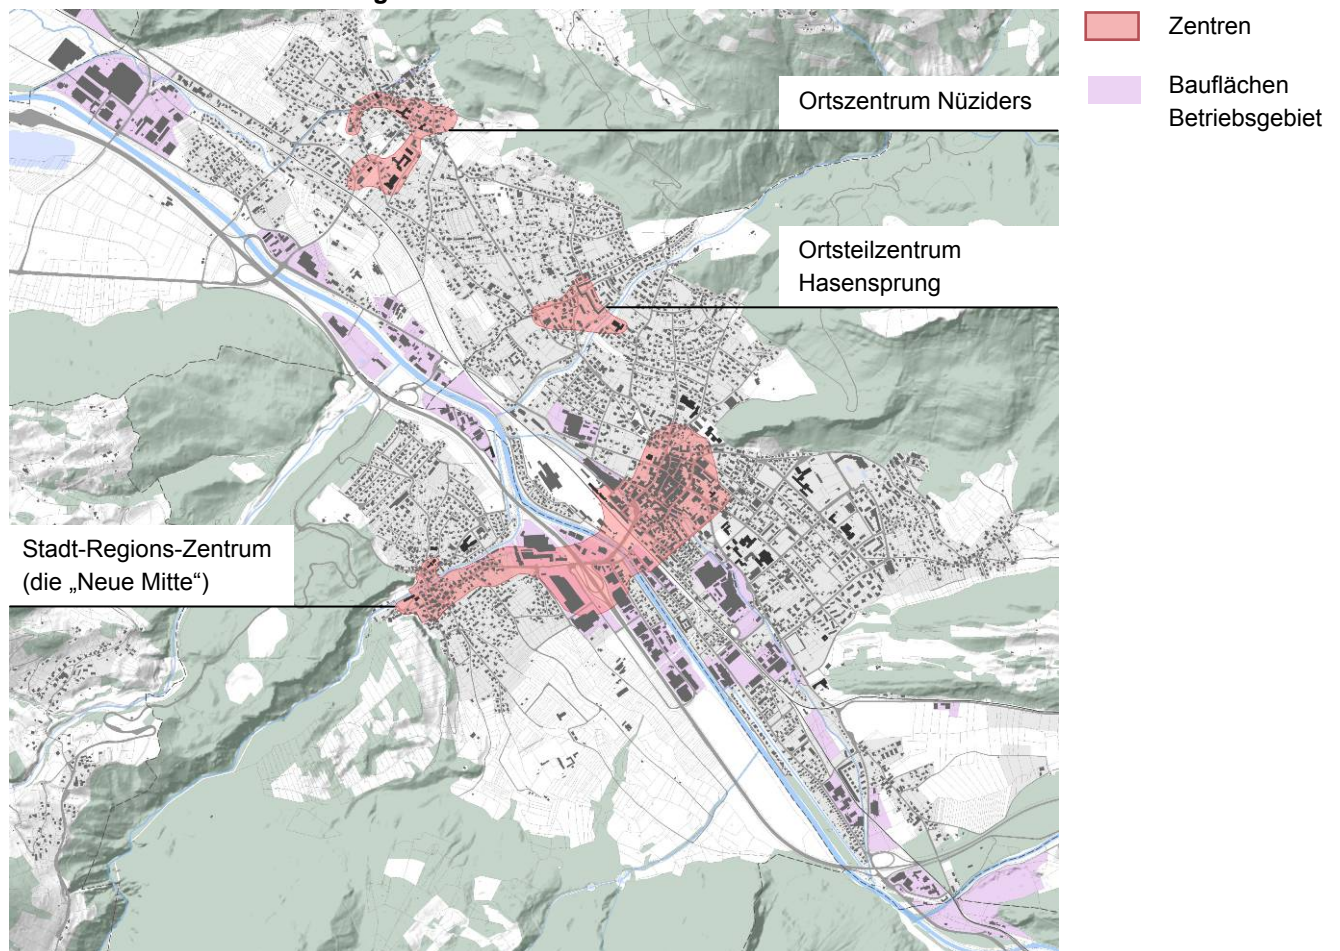 Zentren
Bauflächen
Betriebsgebiet
Ortszentrum Nüziders
Ortsteilzentrum
Hasensprung
Stadt-Regions-Zentrum
(die „Neue Mitte“)